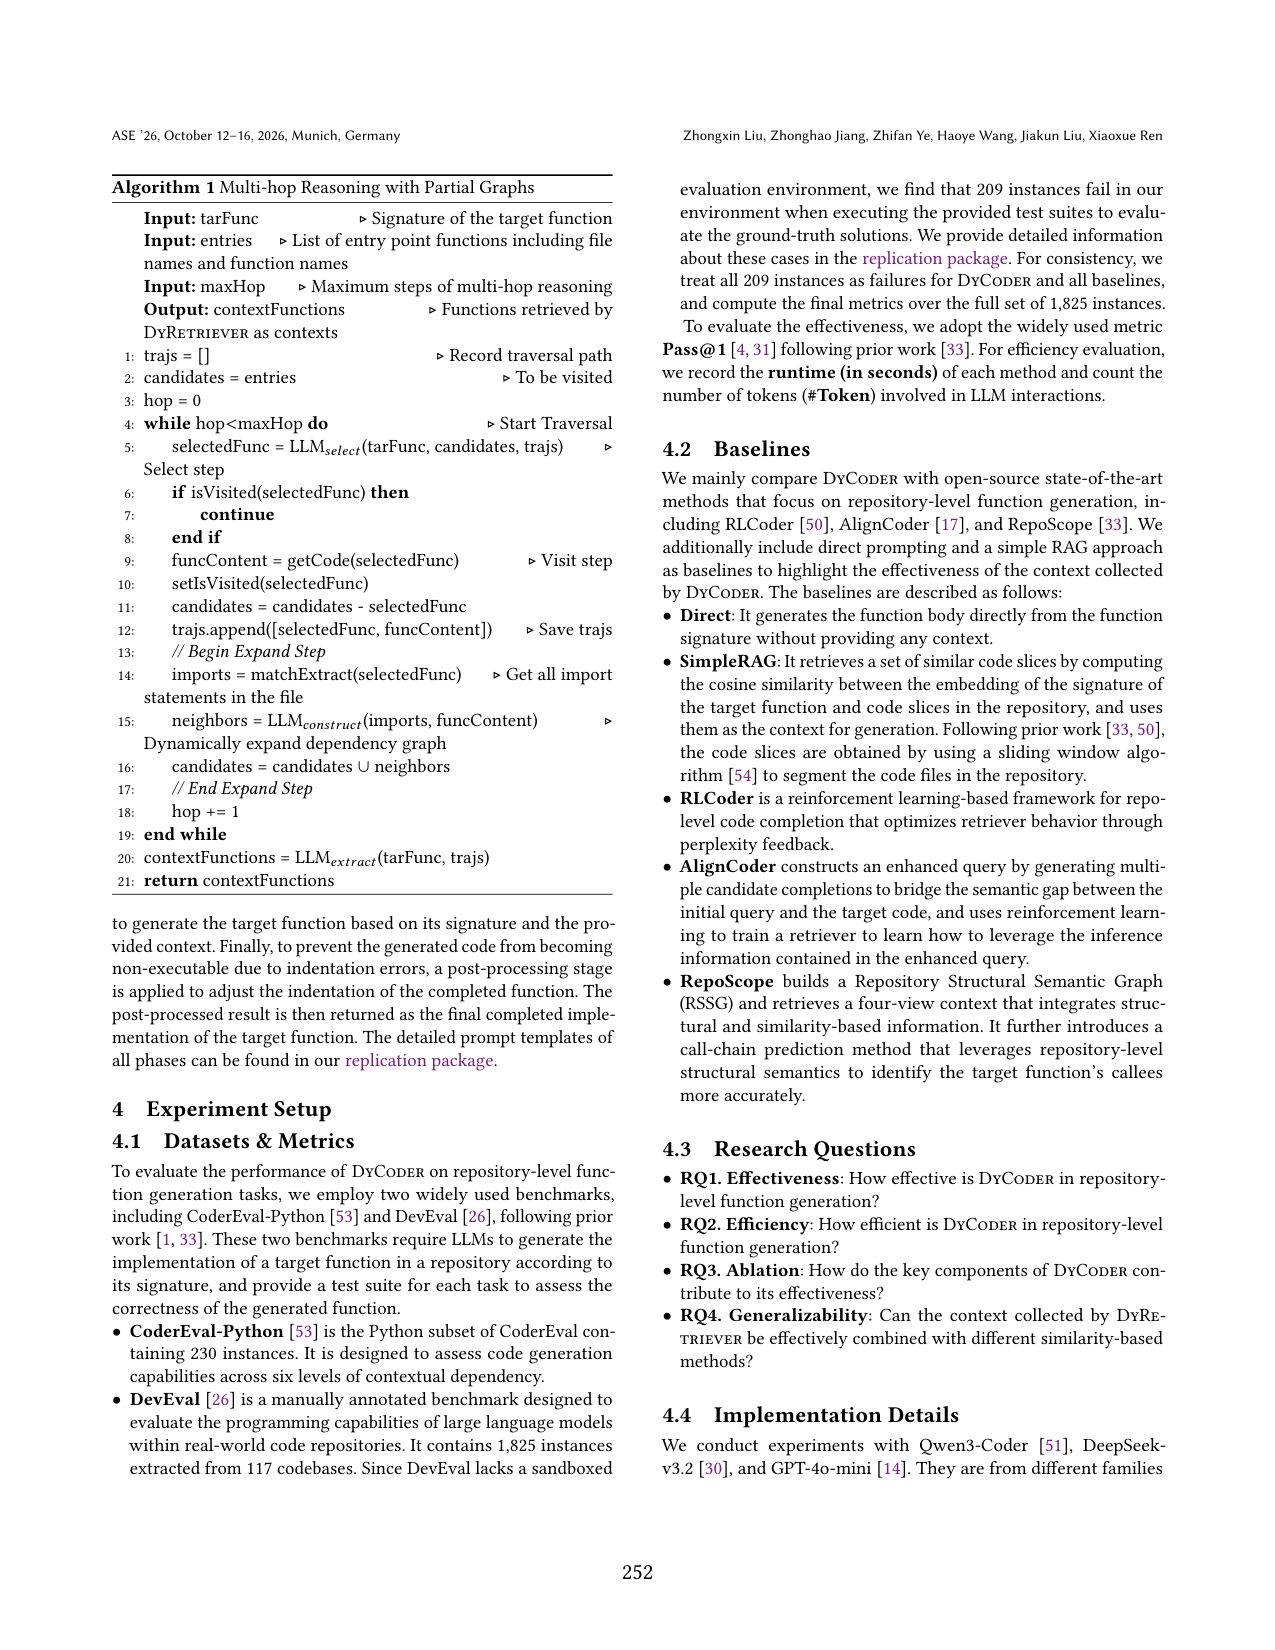 ASE ’26, October 12–16, 2026, Munich, Germany
Zhongxin Liu, Zhonghao Jiang, Zhifan Ye, Haoye Wang, Jiakun Liu, Xiaoxue Ren
Algorithm 1 Multi-hop Reasoning with Partial Graphs
Input: tarFunc ▹ Signature of the target function
Input: entries ▹ List of entry point functions including file
names and function names
Input: maxHop ▹ Maximum steps of multi-hop reasoning
Output: contextFunctions ▹ Functions retrieved by
DyRetriever as contexts
1: trajs = [] ▹ Record traversal path
2: candidates = entries ▹ To be visited
3: hop = 0
4: while hop<maxHop do ▹ Start Traversal
5: selectedFunc = LLMselect(tarFunc, candidates, trajs) ▹
Select step
6: if isVisited(selectedFunc) then
7: continue
8: end if
9: funcContent = getCode(selectedFunc) ▹ Visit step
10: setIsVisited(selectedFunc)
11: candidates = candidates - selectedFunc
12: trajs.append([selectedFunc, funcContent]) ▹ Save trajs
13: // Begin Expand Step
14: imports = matchExtract(selectedFunc) ▹ Get all import
statements in the file
15: neighbors = LLMconstruct(imports, funcContent) ▹
Dynamically expand dependency graph
16: candidates = candidates ∪ neighbors
17: // End Expand Step
18: hop += 1
19: end while
20: contextFunctions = LLMextract(tarFunc, trajs)
21: return contextFunctions
to generate the target function based on its signature and the pro-
vided context. Finally, to prevent the generated code from becoming
non-executable due to indentation errors, a post-processing stage
is applied to adjust the indentation of the completed function. The
post-processed result is then returned as the final completed imple-
mentation of the target function. The detailed prompt templates of
all phases can be found in our replication package.
4 Experiment Setup
4.1 Datasets & Metrics
To evaluate the performance of DyCoder on repository-level func-
tion generation tasks, we employ two widely used benchmarks,
including CoderEval-Python [53] and DevEval [26], following prior
work [1, 33]. These two benchmarks require LLMs to generate the
implementation of a target function in a repository according to
its signature, and provide a test suite for each task to assess the
correctness of the generated function.
• CoderEval-Python [53] is the Python subset of CoderEval con-
taining 230 instances. It is designed to assess code generation
capabilities across six levels of contextual dependency.
• DevEval [26] is a manually annotated benchmark designed to
evaluate the programming capabilities of large language models
within real-world code repositories. It contains 1,825 instances
extracted from 117 codebases. Since DevEval lacks a sandboxed
evaluation environment, we find that 209 instances fail in our
environment when executing the provided test suites to evalu-
ate the ground-truth solutions. We provide detailed information
about these cases in the replication package. For consistency, we
treat all 209 instances as failures for DyCoder and all baselines,
and compute the final metrics over the full set of 1,825 instances.
To evaluate the effectiveness, we adopt the widely used metric
Pass@1 [4, 31] following prior work [33]. For efficiency evaluation,
we record the runtime (in seconds) of each method and count the
number of tokens (#Token) involved in LLM interactions.
4.2 Baselines
We mainly compare DyCoder with open-source state-of-the-art
methods that focus on repository-level function generation, in-
cluding RLCoder [50], AlignCoder [17], and RepoScope [33]. We
additionally include direct prompting and a simple RAG approach
as baselines to highlight the effectiveness of the context collected
by DyCoder. The baselines are described as follows:
• Direct: It generates the function body directly from the function
signature without providing any context.
• SimpleRAG: It retrieves a set of similar code slices by computing
the cosine similarity between the embedding of the signature of
the target function and code slices in the repository, and uses
them as the context for generation. Following prior work [33, 50],
the code slices are obtained by using a sliding window algo-
rithm [54] to segment the code files in the repository.
• RLCoder is a reinforcement learning-based framework for repo-
level code completion that optimizes retriever behavior through
perplexity feedback.
• AlignCoder constructs an enhanced query by generating multi-
ple candidate completions to bridge the semantic gap between the
initial query and the target code, and uses reinforcement learn-
ing to train a retriever to learn how to leverage the inference
information contained in the enhanced query.
• RepoScope builds a Repository Structural Semantic Graph
(RSSG) and retrieves a four-view context that integrates struc-
tural and similarity-based information. It further introduces a
call-chain prediction method that leverages repository-level
structural semantics to identify the target function’s callees
more accurately.
4.3 Research Questions
• RQ1. Effectiveness: How effective is DyCoder in repository-
level function generation?
• RQ2. Efficiency: How efficient is DyCoder in repository-level
function generation?
• RQ3. Ablation: How do the key components of DyCoder con-
tribute to its effectiveness?
• RQ4. Generalizability: Can the context collected by DyRe-
triever be effectively combined with different similarity-based
methods?
4.4 Implementation Details
We conduct experiments with Qwen3-Coder [51], DeepSeek-
v3.2 [30], and GPT-4o-mini [14]. They are from different families
252